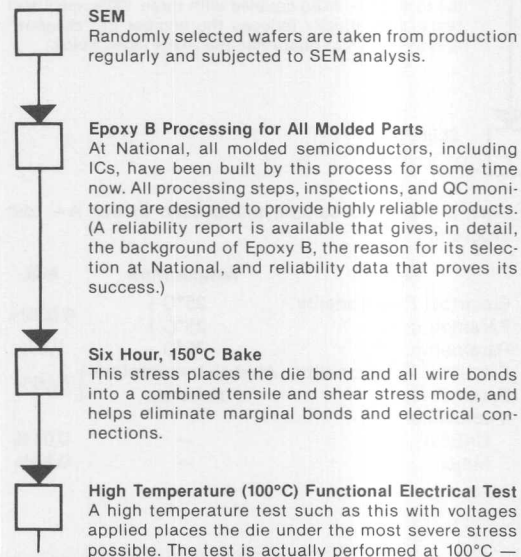 SEM
Randomly selected wafers are taken from production
regularly and subjected to SEM analysis.
Epoxy B Processing for All Molded Parts
At National, all molded semiconductors, including
ICs, have been built by this process for some time
now. All processing steps, inspections, and QC moni-
toring are designed to provide highly reliable products.
(A reliability report is available that gives, in detail,
the background of Epoxy B, the reason for its selec-
tion at National, and reliability data that proves its
success.)
Six Hour, 150°C Bake
This stress places the die bond and all wire bonds
into a combined tensile and shear stress mode, and
helps eliminate marginal bonds and electrical con-
nections.
High Temperature (100°C) Functional Electrical Test
A high temperature test such as this with voltages
applied places the die under the most severe stress
possible. The test is actually performed at 100°C —